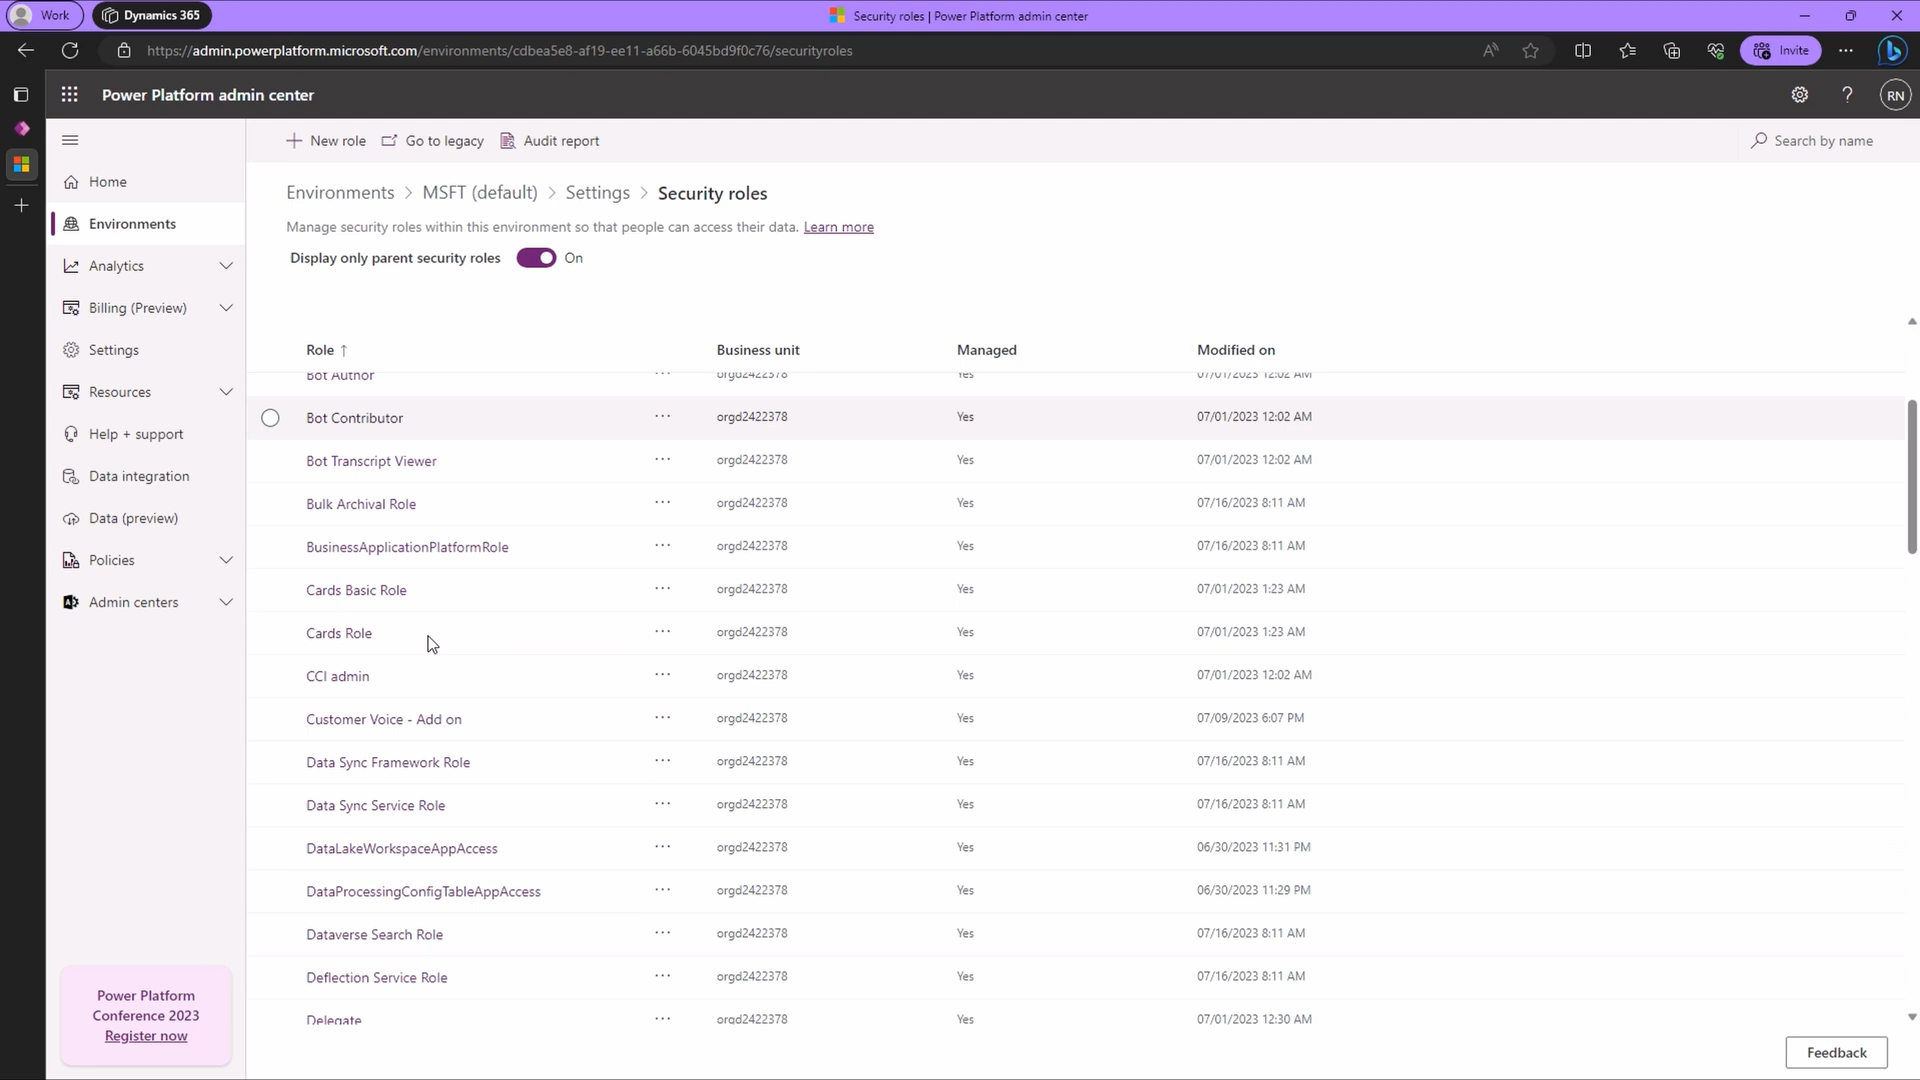 Work
Dynamics 365
Security roles | Power Platform admin center
https://admin.powerplatform.microsoft.com/environments/cdbea5e8-af19-ee11-a66b-6045bd9f0c76/securityroles
Invite
Power Platform admin center
RN
New role
Go to legacy
Audit report
Search by name
Home
Environments
Analytics
Billing (Preview)
Settings
Resources
Help + support
Data integration
Data (preview)
Policies
Admin centers
Power Platform
Conference 2023
Register now
Environments > MSFT (default) > Settings > Security roles
Manage security roles within this environment so that people can access their data. Learn more
Display only parent security roles On
Role ↑ Business unit Managed Modified on
Bot Author ··· orgd2422378 Yes 07/01/2023 12:02 AM
Bot Contributor ··· orgd2422378 Yes 07/01/2023 12:02 AM
Bot Transcript Viewer ··· orgd2422378 Yes 07/01/2023 12:02 AM
Bulk Archival Role ··· orgd2422378 Yes 07/16/2023 8:11 AM
BusinessApplicationPlatformRole ··· orgd2422378 Yes 07/16/2023 8:11 AM
Cards Basic Role ··· orgd2422378 Yes 07/01/2023 1:23 AM
Cards Role ··· orgd2422378 Yes 07/01/2023 1:23 AM
CCI admin ··· orgd2422378 Yes 07/01/2023 12:02 AM
Customer Voice - Add on ··· orgd2422378 Yes 07/09/2023 6:07 PM
Data Sync Framework Role ··· orgd2422378 Yes 07/16/2023 8:11 AM
Data Sync Service Role ··· orgd2422378 Yes 07/16/2023 8:11 AM
DataLakeWorkspaceAppAccess ··· orgd2422378 Yes 06/30/2023 11:31 PM
DataProcessingConfigTableAppAccess ··· orgd2422378 Yes 06/30/2023 11:29 PM
Dataverse Search Role ··· orgd2422378 Yes 07/16/2023 8:11 AM
Deflection Service Role ··· orgd2422378 Yes 07/16/2023 8:11 AM
Delegate ··· orgd2422378 Yes 07/01/2023 12:30 AM
Feedback